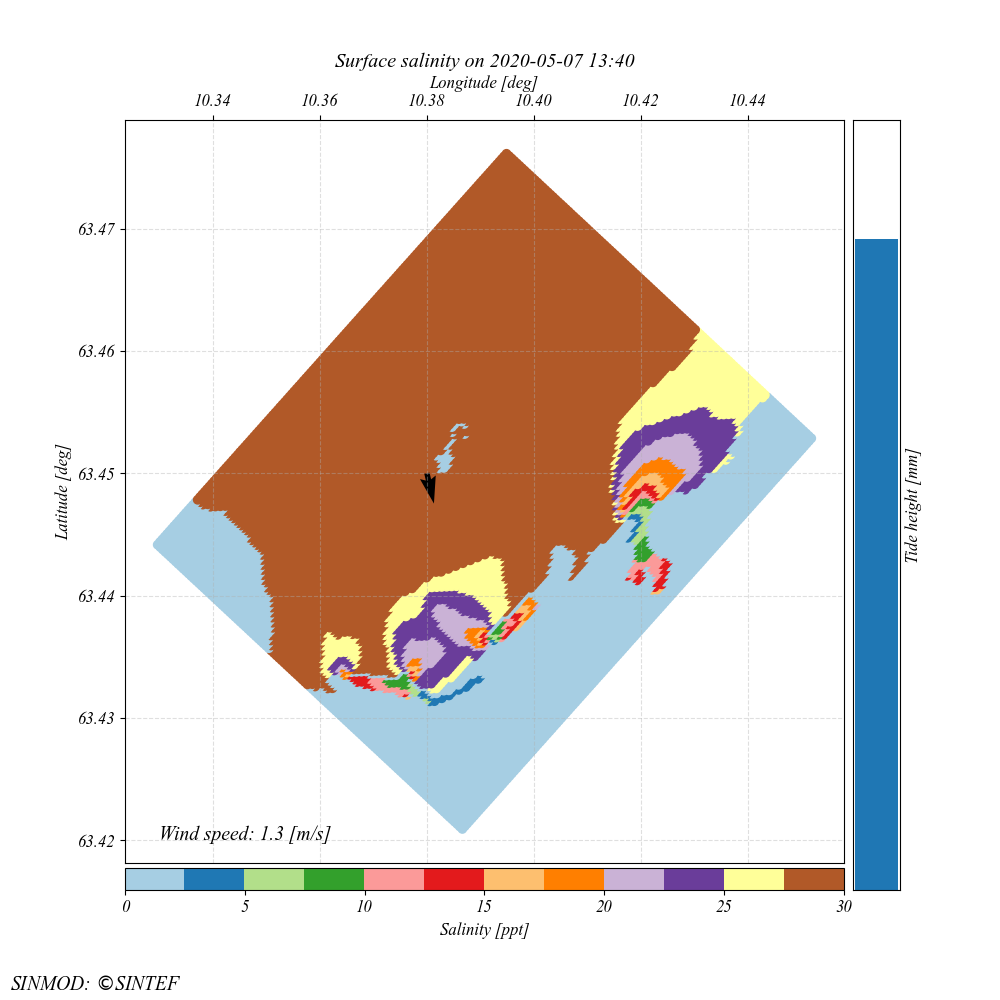 Surface salinity on 2020-05-07 13:40
Longitude [deg]
10.34 10.36 10.38 10.40 10.42 10.44
63.47
63.46
63.45
63.44
63.43
63.42
Latitude [deg]
Tide height [mm]
Wind speed: 1.3 [m/s]
0 5 10 15 20 25 30
Salinity [ppt]
SINMOD: ©SINTEF